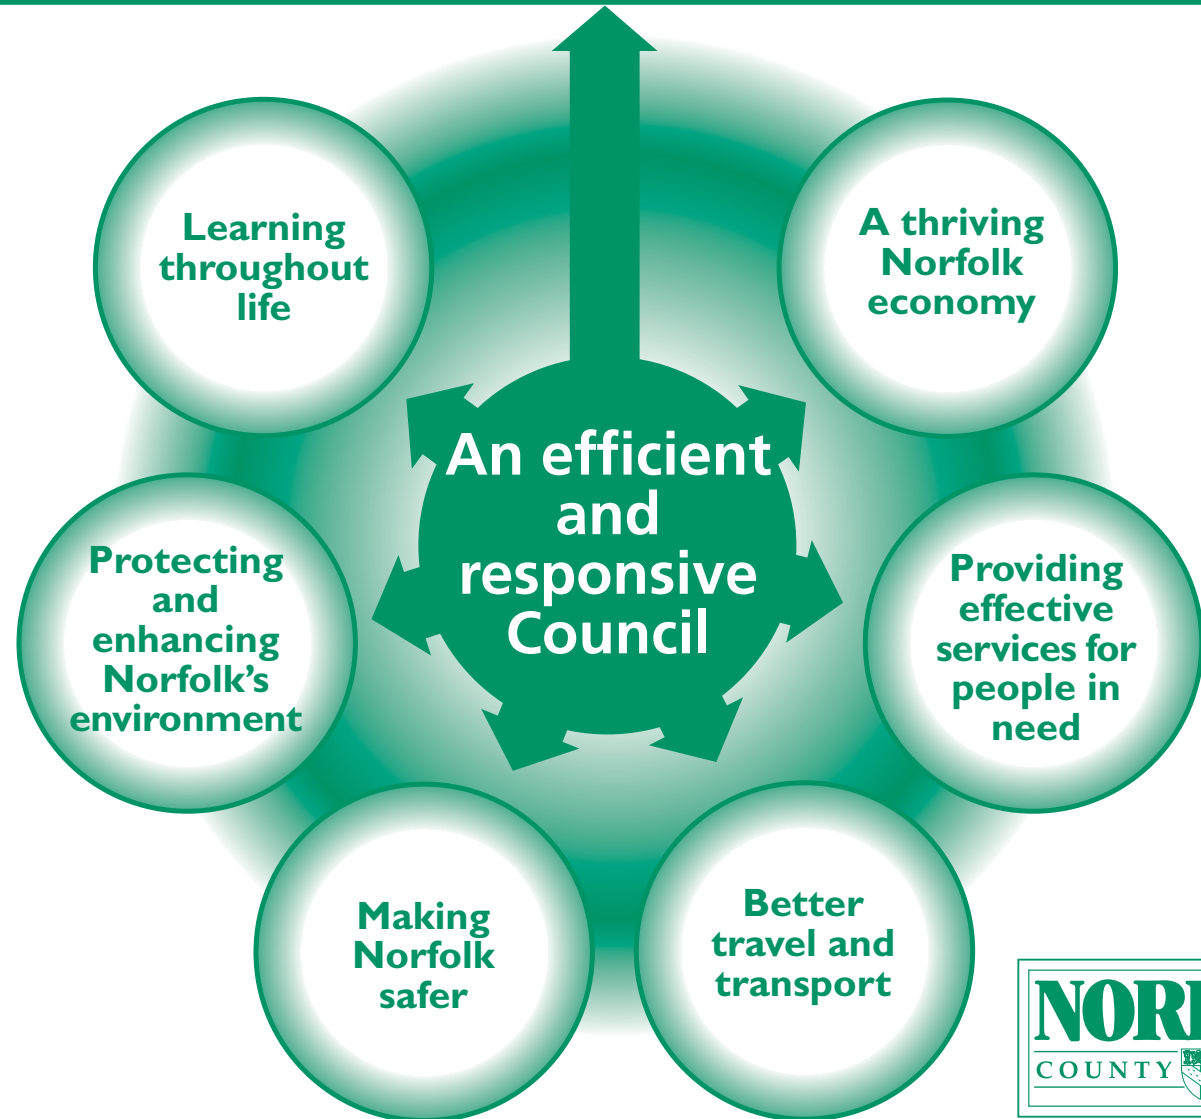 Learning
throughout
life
A thriving
Norfolk
economy
An efficient
and
responsive
Council
Protecting
and
enhancing
Norfolk’s
environment
Providing
effective
services for
people in
need
Making
Norfolk
safer
Better
travel and
transport
COUNTY